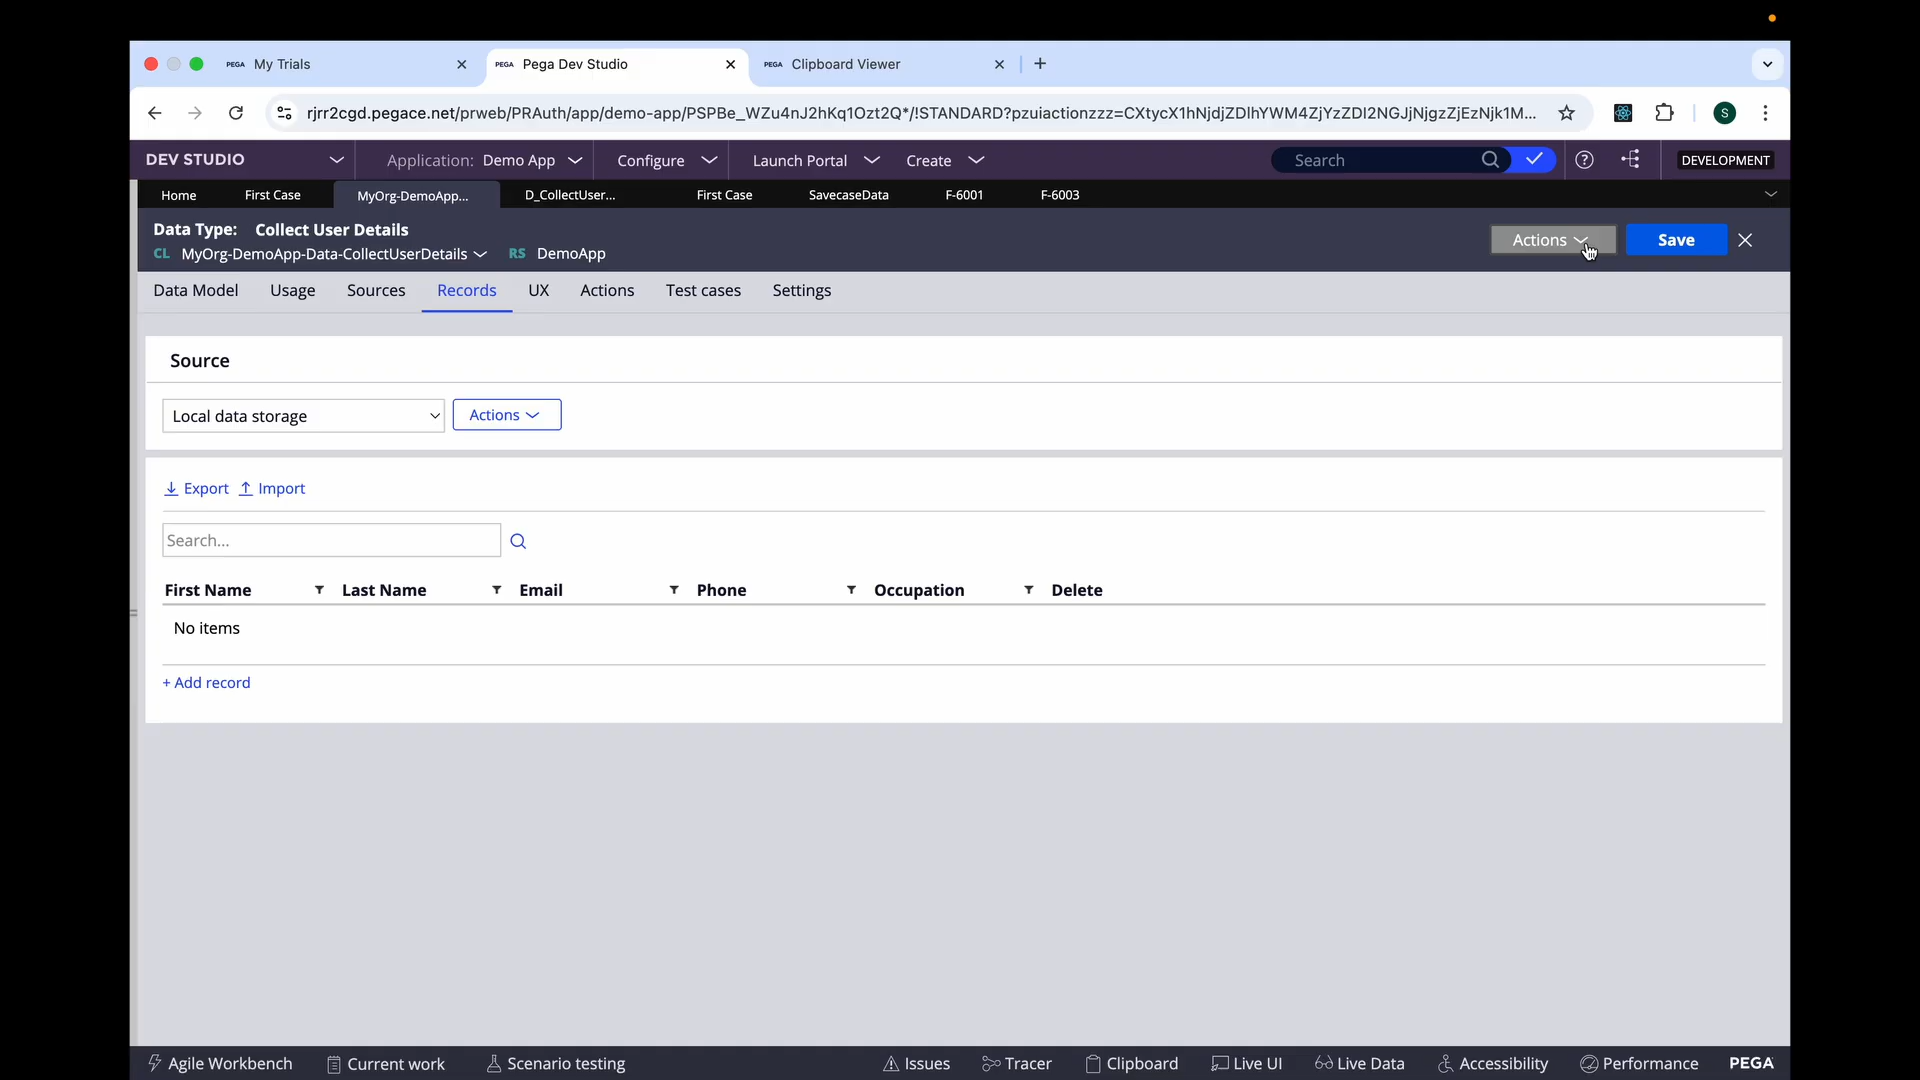 PEGA My Trials
PEGA Pega Dev Studio
PEGA Clipboard Viewer
rjrr2cgd.pegace.net/prweb/PRAuth/app/demo-app/PSPBe_WZu4nJ2hKq1Ozt2Q*/!STANDARD?pzuiactionzzz=CXtycX1hNjdjZDlhYWM4ZjYzZDI2NGJjNjgzZjEzNjk1M...
S
DEV STUDIO
Application: Demo App
Configure
Launch Portal
Create
Search
DEVELOPMENT
Home
First Case
MyOrg-DemoApp...
D_CollectUser...
First Case
SavecaseData
F-6001
F-6003
Data Type: Collect User Details
CL MyOrg-DemoApp-Data-CollectUserDetails RS DemoApp
Actions
Save
Data Model
Usage
Sources
Records
UX
Actions
Test cases
Settings
Source
Local data storage
Actions
Export
Import
Search...
First Name
Last Name
Email
Phone
Occupation
Delete
No items
+ Add record
Agile Workbench
Current work
Scenario testing
Issues
Tracer
Clipboard
Live UI
Live Data
Accessibility
Performance
PEGA